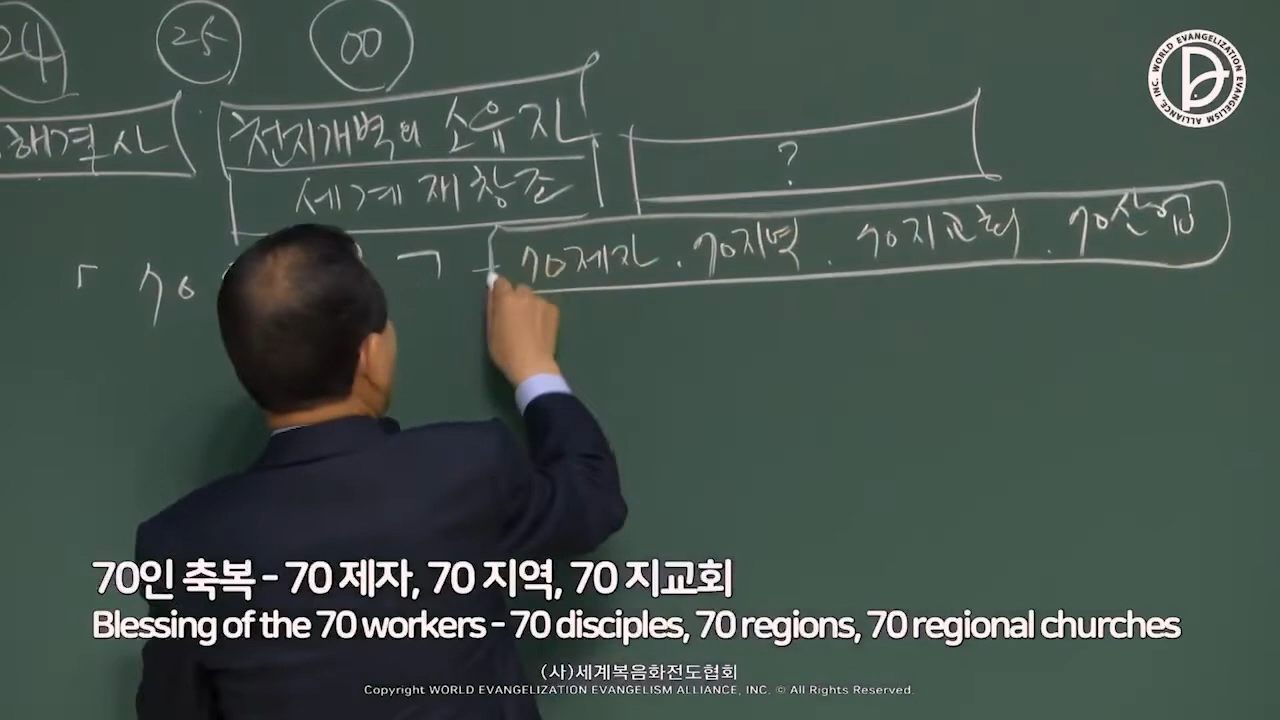 24 25 00
WORLD EVANGELIZATION EVANGELISM ALLIANCE, INC.
해결사
천지개벽의 소유자
세계 재창조
?
「 70 ㄱ 70제자 . 70지역 . 70지교회 . 70산업
70인 축복 - 70 제자, 70 지역, 70 지교회
Blessing of the 70 workers - 70 disciples, 70 regions, 70 regional churches
(사)세계복음화전도협회
Copyright WORLD EVANGELIZATION EVANGELISM ALLIANCE, INC. © All Rights Reserved.